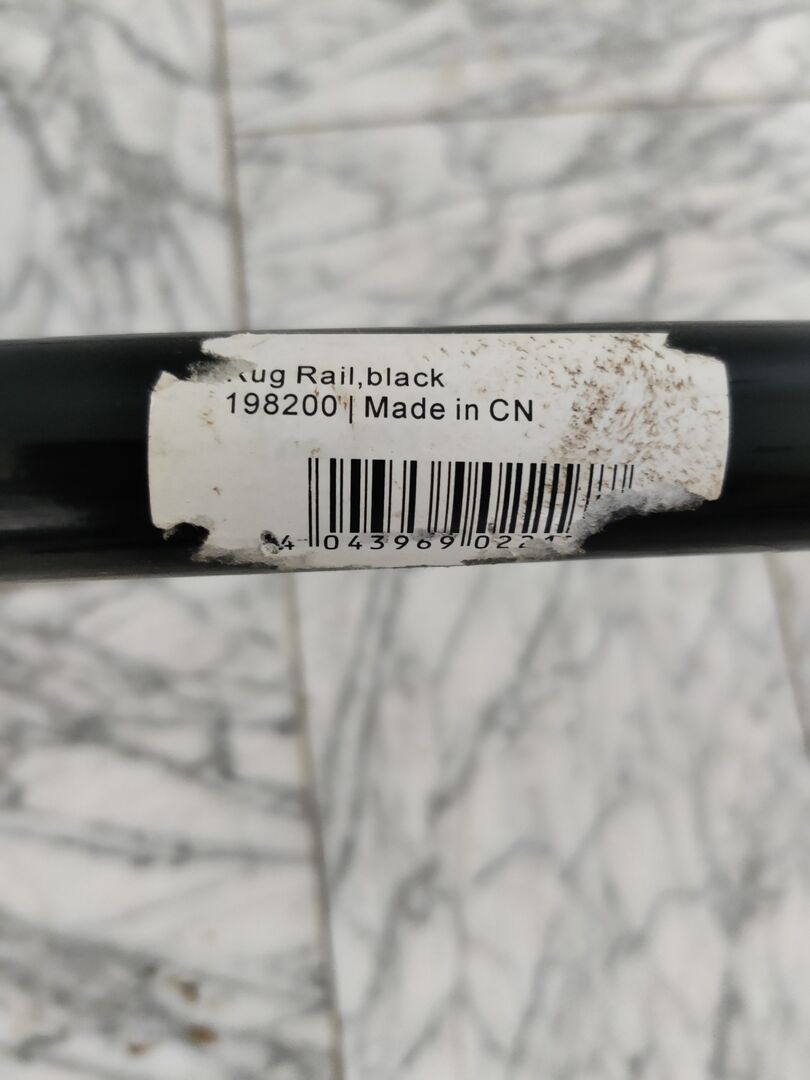 Rug Rail,black
198200 | Made in CN
4 043969 022